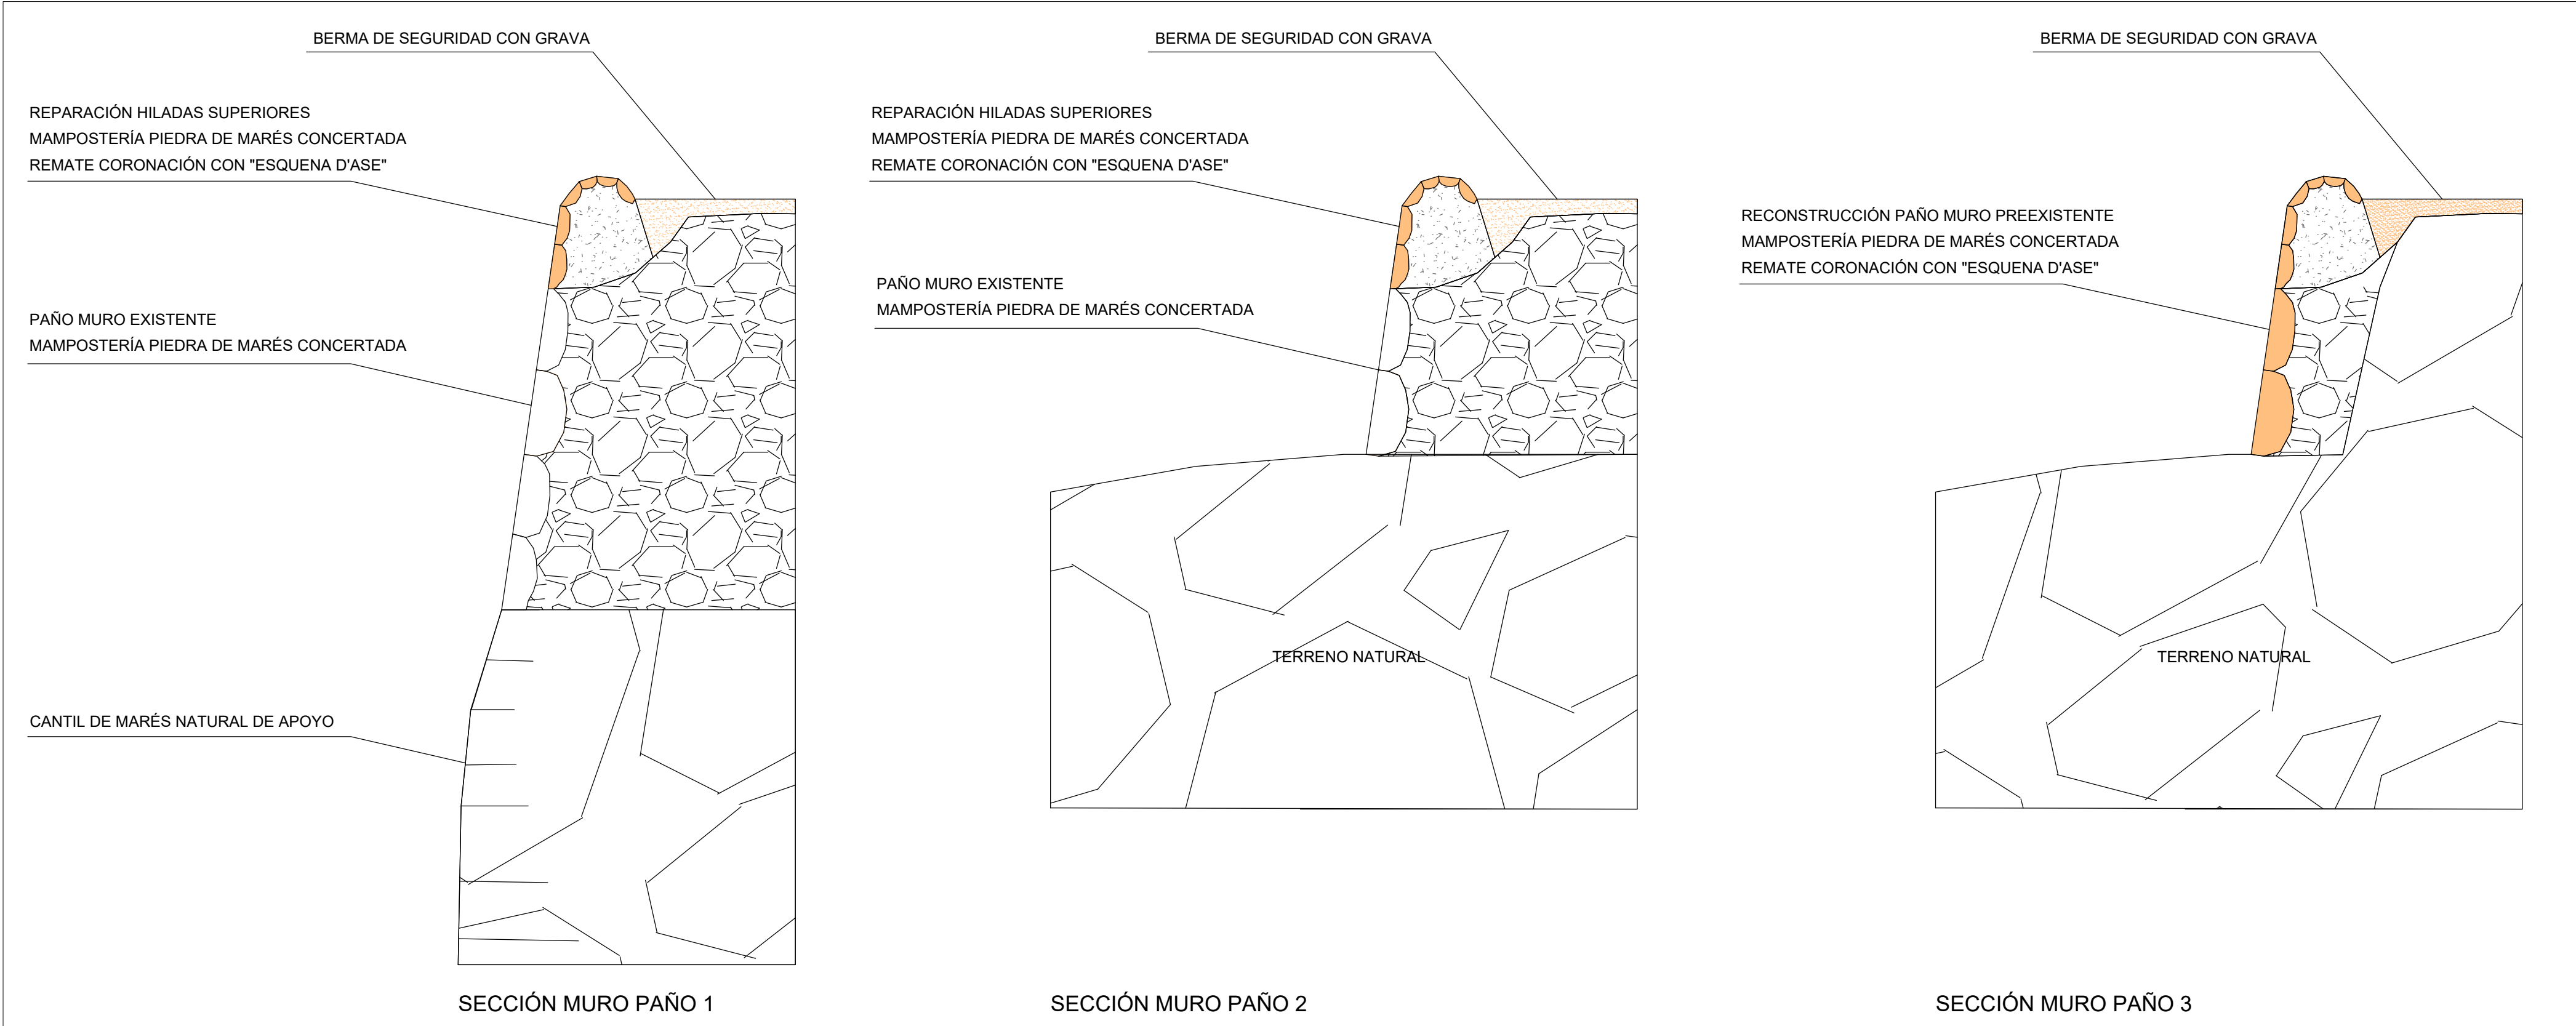 BERMA DE SEGURIDAD CON GRAVA
REPARACIÓN HILADAS SUPERIORES
MAMPOSTERÍA PIEDRA DE MARÉS CONCERTADA
REMATE CORONACIÓN CON "ESQUENA D'ASE"
PAÑO MURO EXISTENTE
MAMPOSTERÍA PIEDRA DE MARÉS CONCERTADA
CANTIL DE MARÉS NATURAL DE APOYO
SECCIÓN MURO PAÑO 1
BERMA DE SEGURIDAD CON GRAVA
REPARACIÓN HILADAS SUPERIORES
MAMPOSTERÍA PIEDRA DE MARÉS CONCERTADA
REMATE CORONACIÓN CON "ESQUENA D'ASE"
PAÑO MURO EXISTENTE
MAMPOSTERÍA PIEDRA DE MARÉS CONCERTADA
TERRENO NATURAL
SECCIÓN MURO PAÑO 2
BERMA DE SEGURIDAD CON GRAVA
RECONSTRUCCIÓN PAÑO MURO PREEXISTENTE
MAMPOSTERÍA PIEDRA DE MARÉS CONCERTADA
REMATE CORONACIÓN CON "ESQUENA D'ASE"
TERRENO NATURAL
SECCIÓN MURO PAÑO 3